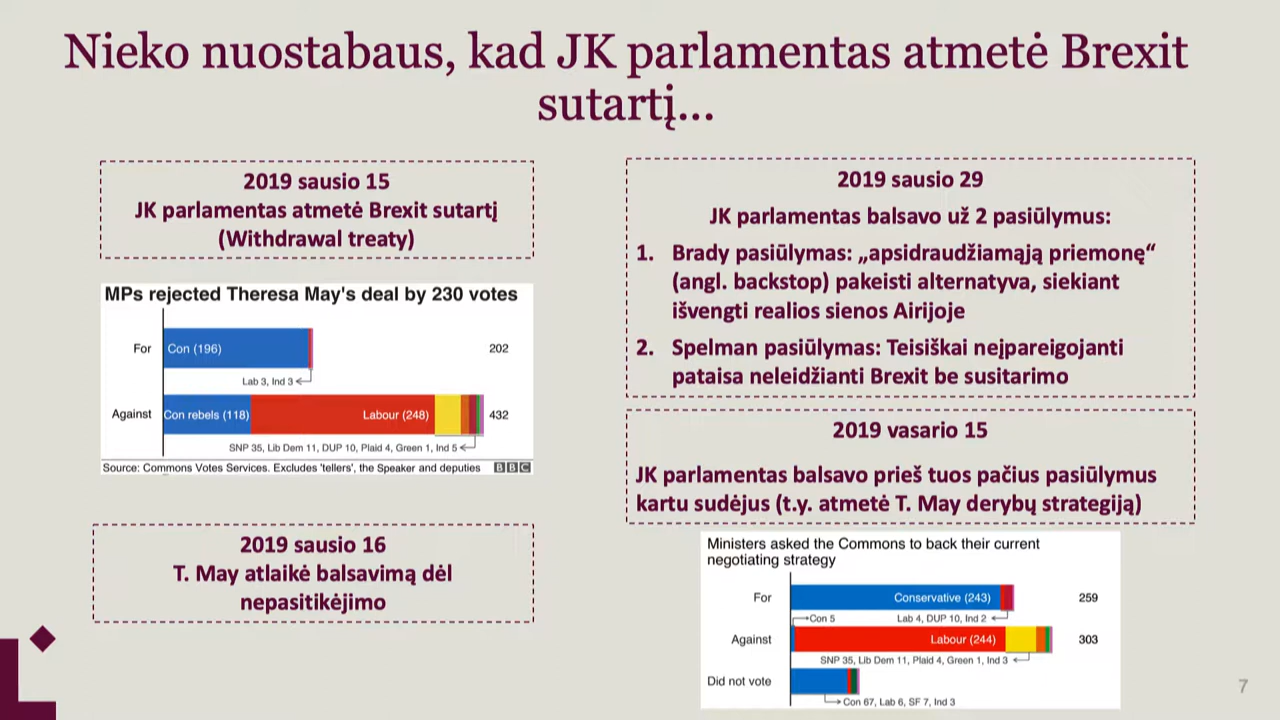 Nieko nuostabaus, kad JK parlamentas atmetė Brexit
sutartį...
2019 sausio 15
JK parlamentas atmetė Brexit sutartį
(Withdrawal treaty)
MPs rejected Theresa May's deal by 230 votes
For
Con (196)
202
Lab 3, Ind 3
Against
Con rebels (118)
Labour (248)
432
SNP 35, Lib Dem 11, DUP 10, Plaid 4, Green 1, Ind 5
Source: Commons Votes Services. Excludes 'tellers', the Speaker and deputies
BBC
2019 sausio 16
T. May atlaikė balsavimą dėl
nepasitikėjimo
2019 sausio 29
JK parlamentas balsavo už 2 pasiūlymus:
1. Brady pasiūlymas: „apsidraudžiamąją priemonę“
(angl. backstop) pakeisti alternatyva, siekiant
išvengti realios sienos Airijoje
2. Spelman pasiūlymas: Teisiškai neįpareigojanti
pataisa neleidžianti Brexit be susitarimo
2019 vasario 15
JK parlamentas balsavo prieš tuos pačius pasiūlymus
kartu sudėjus (t.y. atmetė T. May derybų strategiją)
Ministers asked the Commons to back their current
negotiating strategy
For
Conservative (243)
259
Con 5
Lab 4, DUP 10, Ind 2
Against
Labour (244)
303
SNP 35, Lib Dem 11, Plaid 4, Green 1, Ind 3
Did not vote
Con 67, Lab 6, SF 7, Ind 3
7